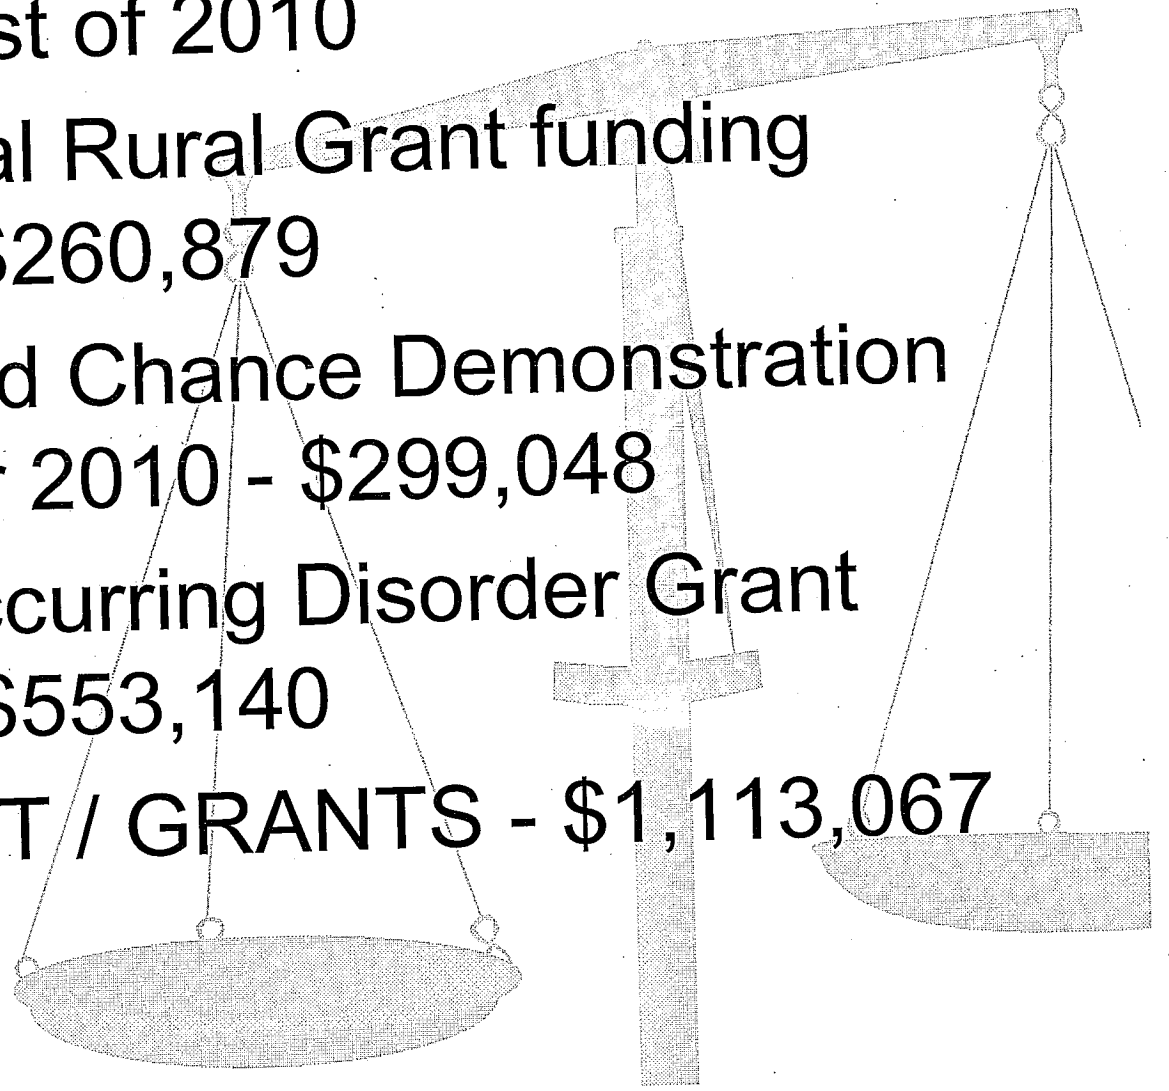 st of 2010
al Rural Grant funding
$260,879
d Chance Demonstration
r 2010 - $299,048
ccurring Disorder Grant
$553,140
T / GRANTS - $1,113,067